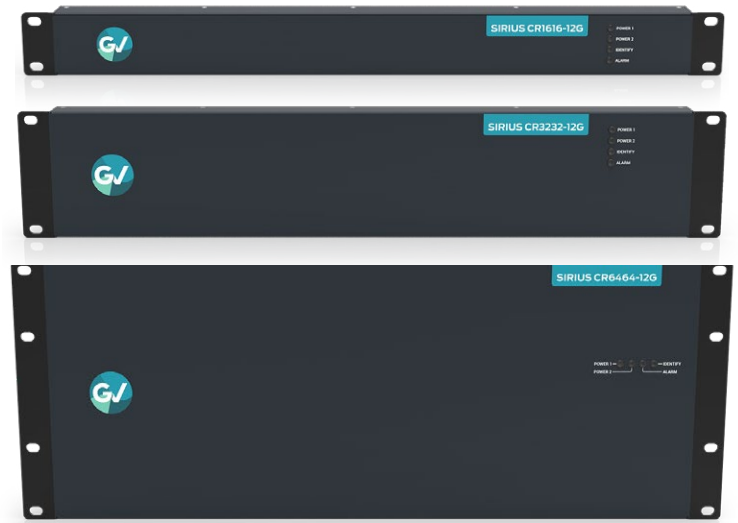 GV
SIRIUS CR1616-12G
POWER 1
POWER 2
IDENTIFY
ALARM
GV
SIRIUS CR3232-12G
POWER 1
POWER 2
IDENTIFY
ALARM
SIRIUS CR6464-12G
GV
POWER 1
IDENTIFY
POWER 2
ALARM